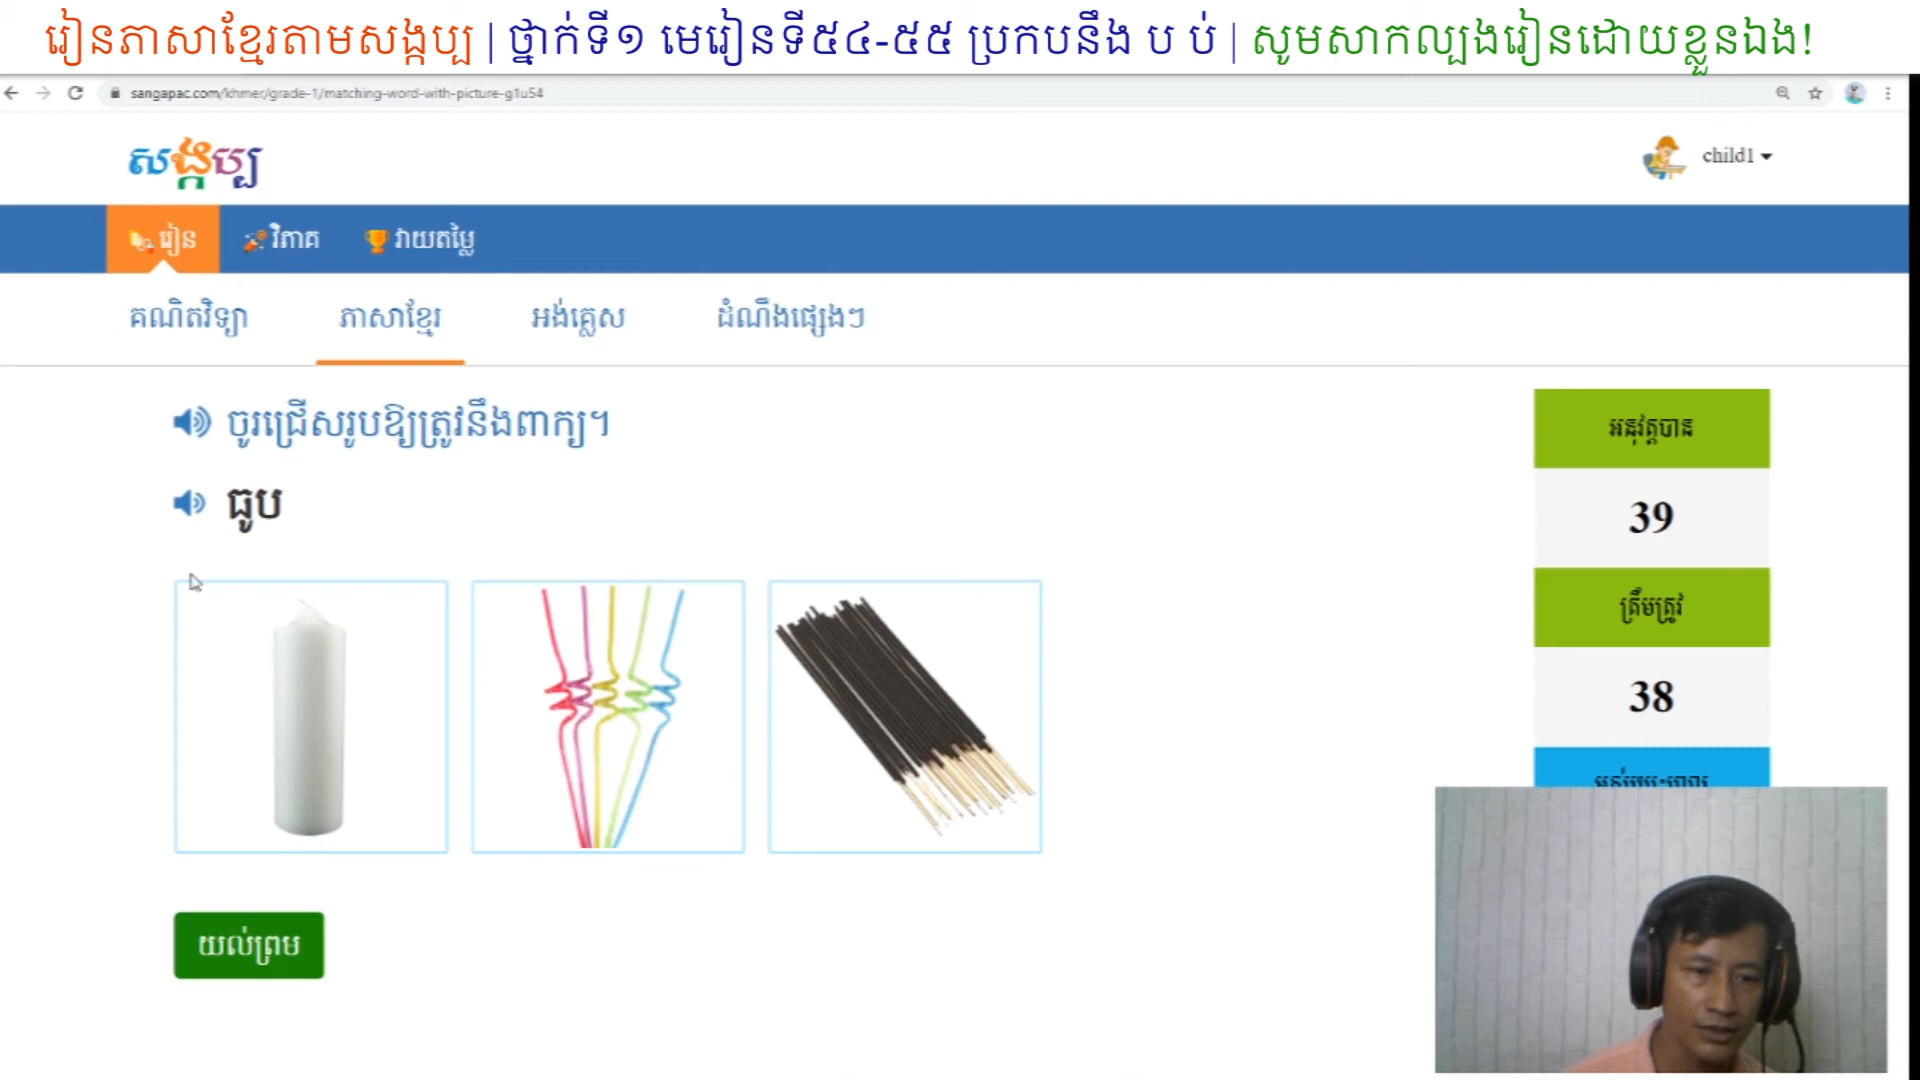 រៀនភាសាខ្មែរតាមសង្កប្ប | ថ្នាក់ទី១ មេរៀនទី៥៤-៥៥ ប្រកបនឹង ប ប់ | សូមសាកល្បងរៀនដោយខ្លួនឯង!
sangapac.com/khmer/grade-1/matching-word-with-picture-g1u54
សង្កប្ប
child1
រៀន
វិភាគ
វាយតម្លៃ
គណិតវិទ្យា
ភាសាខ្មែរ
អង់គ្លេស
ដំណឹងផ្សេងៗ
ចូរជ្រើសរូបឱ្យត្រូវនឹងពាក្យ។
ធូប
យល់ព្រម
អនុវត្តបាន
39
ត្រឹមត្រូវ
38